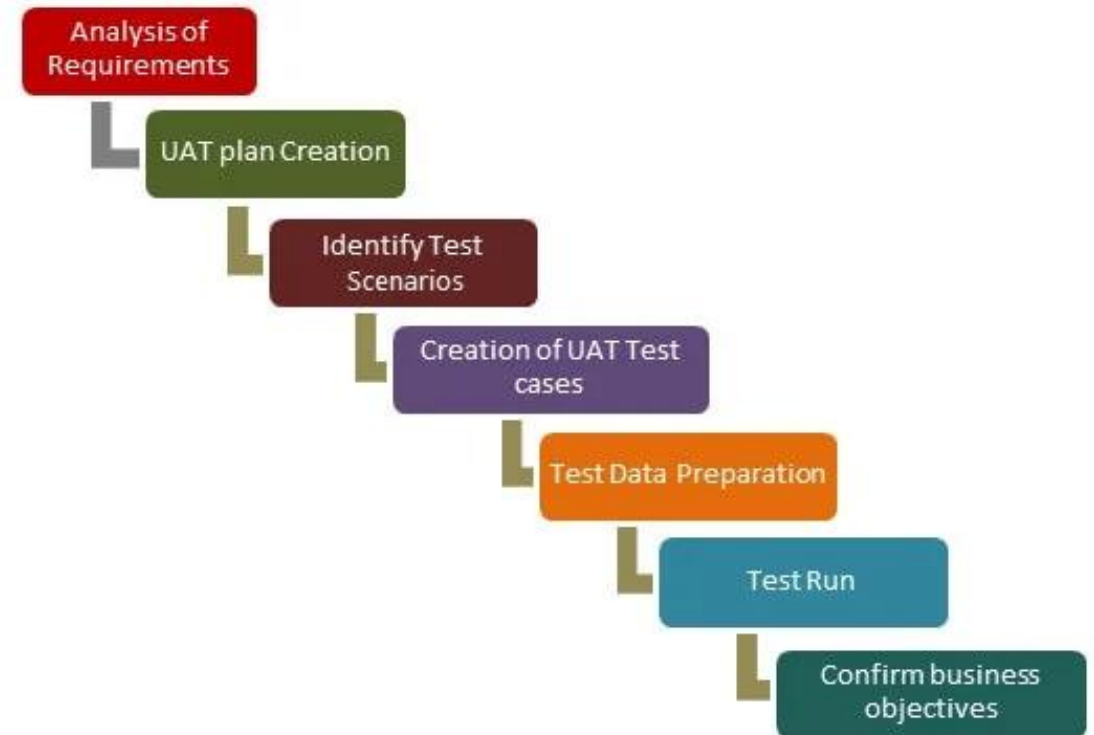 Analysis of
Requirements
UAT plan Creation
Identify Test
Scenarios
Creation of UAT Test
cases
Test Data Preparation
Test Run
Confirm business
objectives